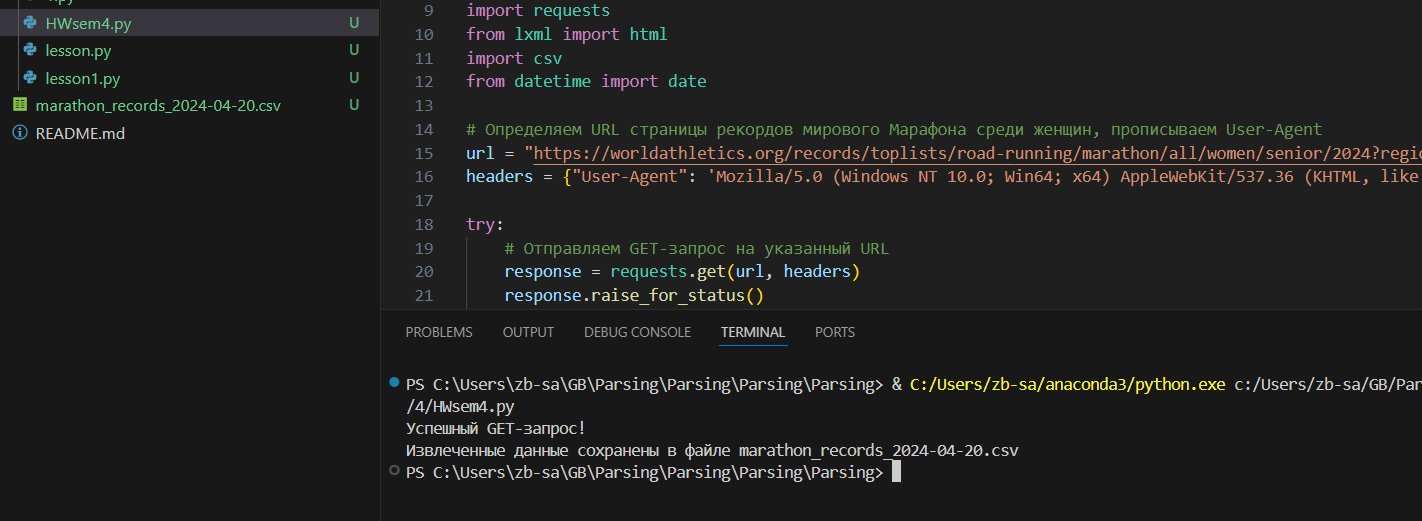 HWsem4.py U
lesson.py U
lesson1.py U
marathon_records_2024-04-20.csv U
README.md
9 import requests
10 from lxml import html
11 import csv
12 from datetime import date
13
14 # Определяем URL страницы рекордов мирового Марафона среди женщин, прописываем User-Agent
15 url = "https://worldathletics.org/records/toplists/road-running/marathon/all/women/senior/2024?regio
16 headers = {"User-Agent": 'Mozilla/5.0 (Windows NT 10.0; Win64; x64) AppleWebKit/537.36 (KHTML, like
17
18 try:
19 # Отправляем GET-запрос на указанный URL
20 response = requests.get(url, headers)
21 response.raise_for_status()
PROBLEMS OUTPUT DEBUG CONSOLE TERMINAL PORTS
PS C:\Users\zb-sa\GB\Parsing\Parsing\Parsing\Parsing> & C:/Users/zb-sa/anaconda3/python.exe c:/Users/zb-sa/GB/Par
/4/HWsem4.py
Успешный GET-запрос!
Извлеченные данные сохранены в файле marathon_records_2024-04-20.csv
PS C:\Users\zb-sa\GB\Parsing\Parsing\Parsing\Parsing>